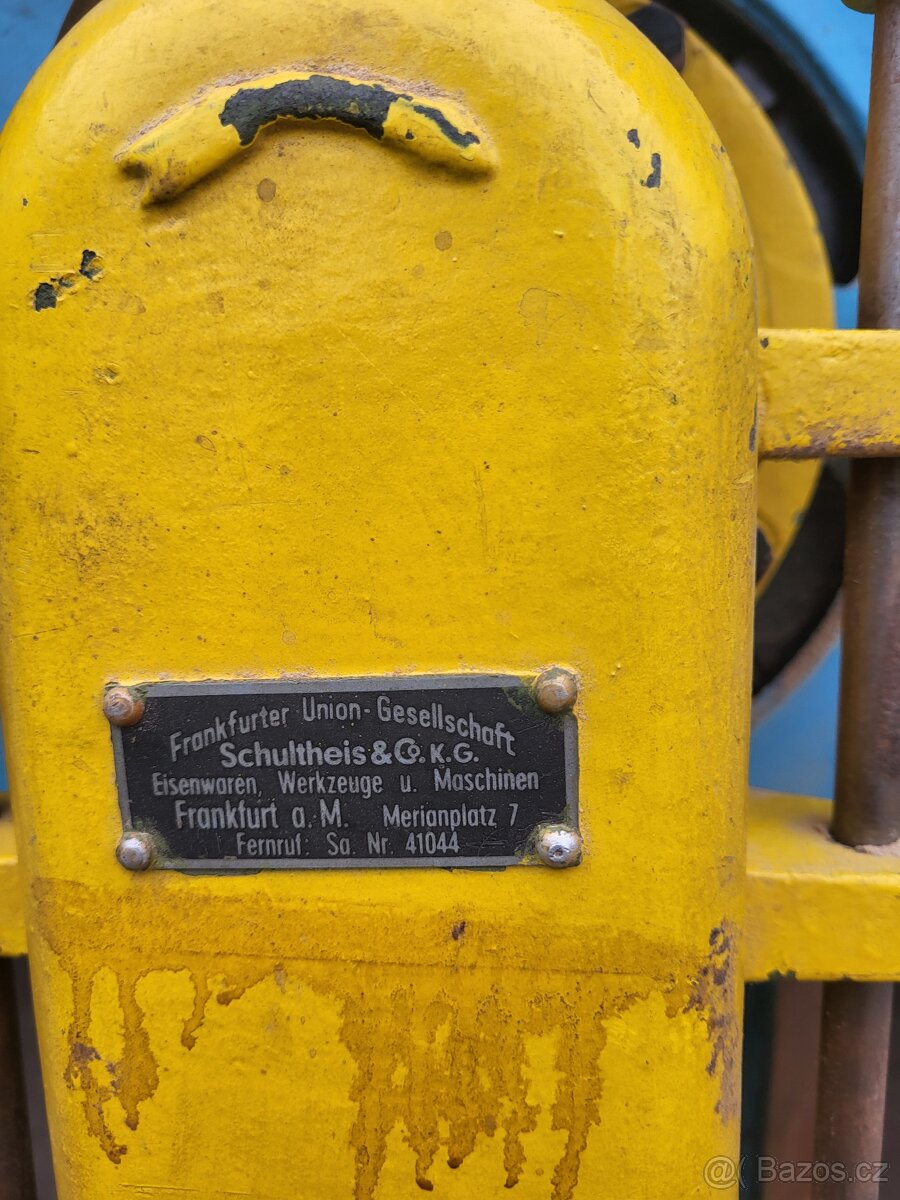 Frankfurter Union-Gesellschaft
Schultheis & Co. K.G.
Eisenwaren, Werkzeuge u. Maschinen
Frankfurt a. M. Merianplatz 7
Fernruf: Sa. Nr. 41044
@ Bazos.cz